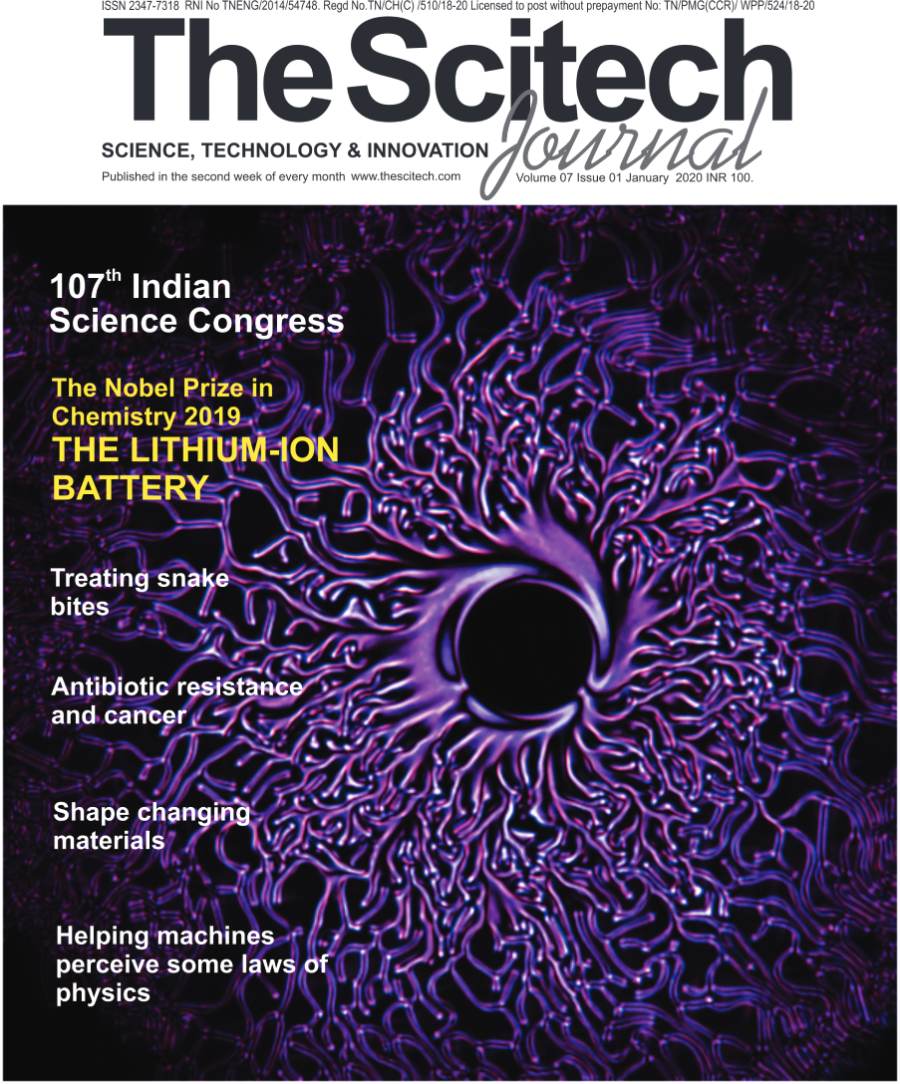 ISSN 2347-7318 RNI No TNENG/2014/54748. Regd No.TN/CH(C) /510/18-20 Licensed to post without prepayment No: TN/PMG(CCR)/ WPP/524/18-20
The Scitech
Journal
SCIENCE, TECHNOLOGY & INNOVATION
Published in the second week of every month www.thescitech.com
Volume 07 Issue 01 January 2020 INR 100.
107th Indian
Science Congress
The Nobel Prize in
Chemistry 2019
THE LITHIUM-ION
BATTERY
Treating snake
bites
Antibiotic resistance
and cancer
Shape changing
materials
Helping machines
perceive some laws of
physics